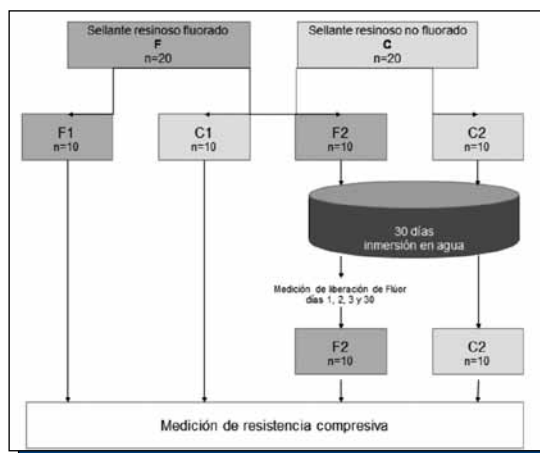 Sellante resinoso fluorado
F
n=20
Sellante resinoso no fluorado
C
n=20
F1
n=10
C1
n=10
F2
n=10
C2
n=10
30 días
inmersión en agua
Medición de liberación de Flúor
días 1, 2, 3 y 30
F2
n=10
C2
n=10
Medición de resistencia compresiva